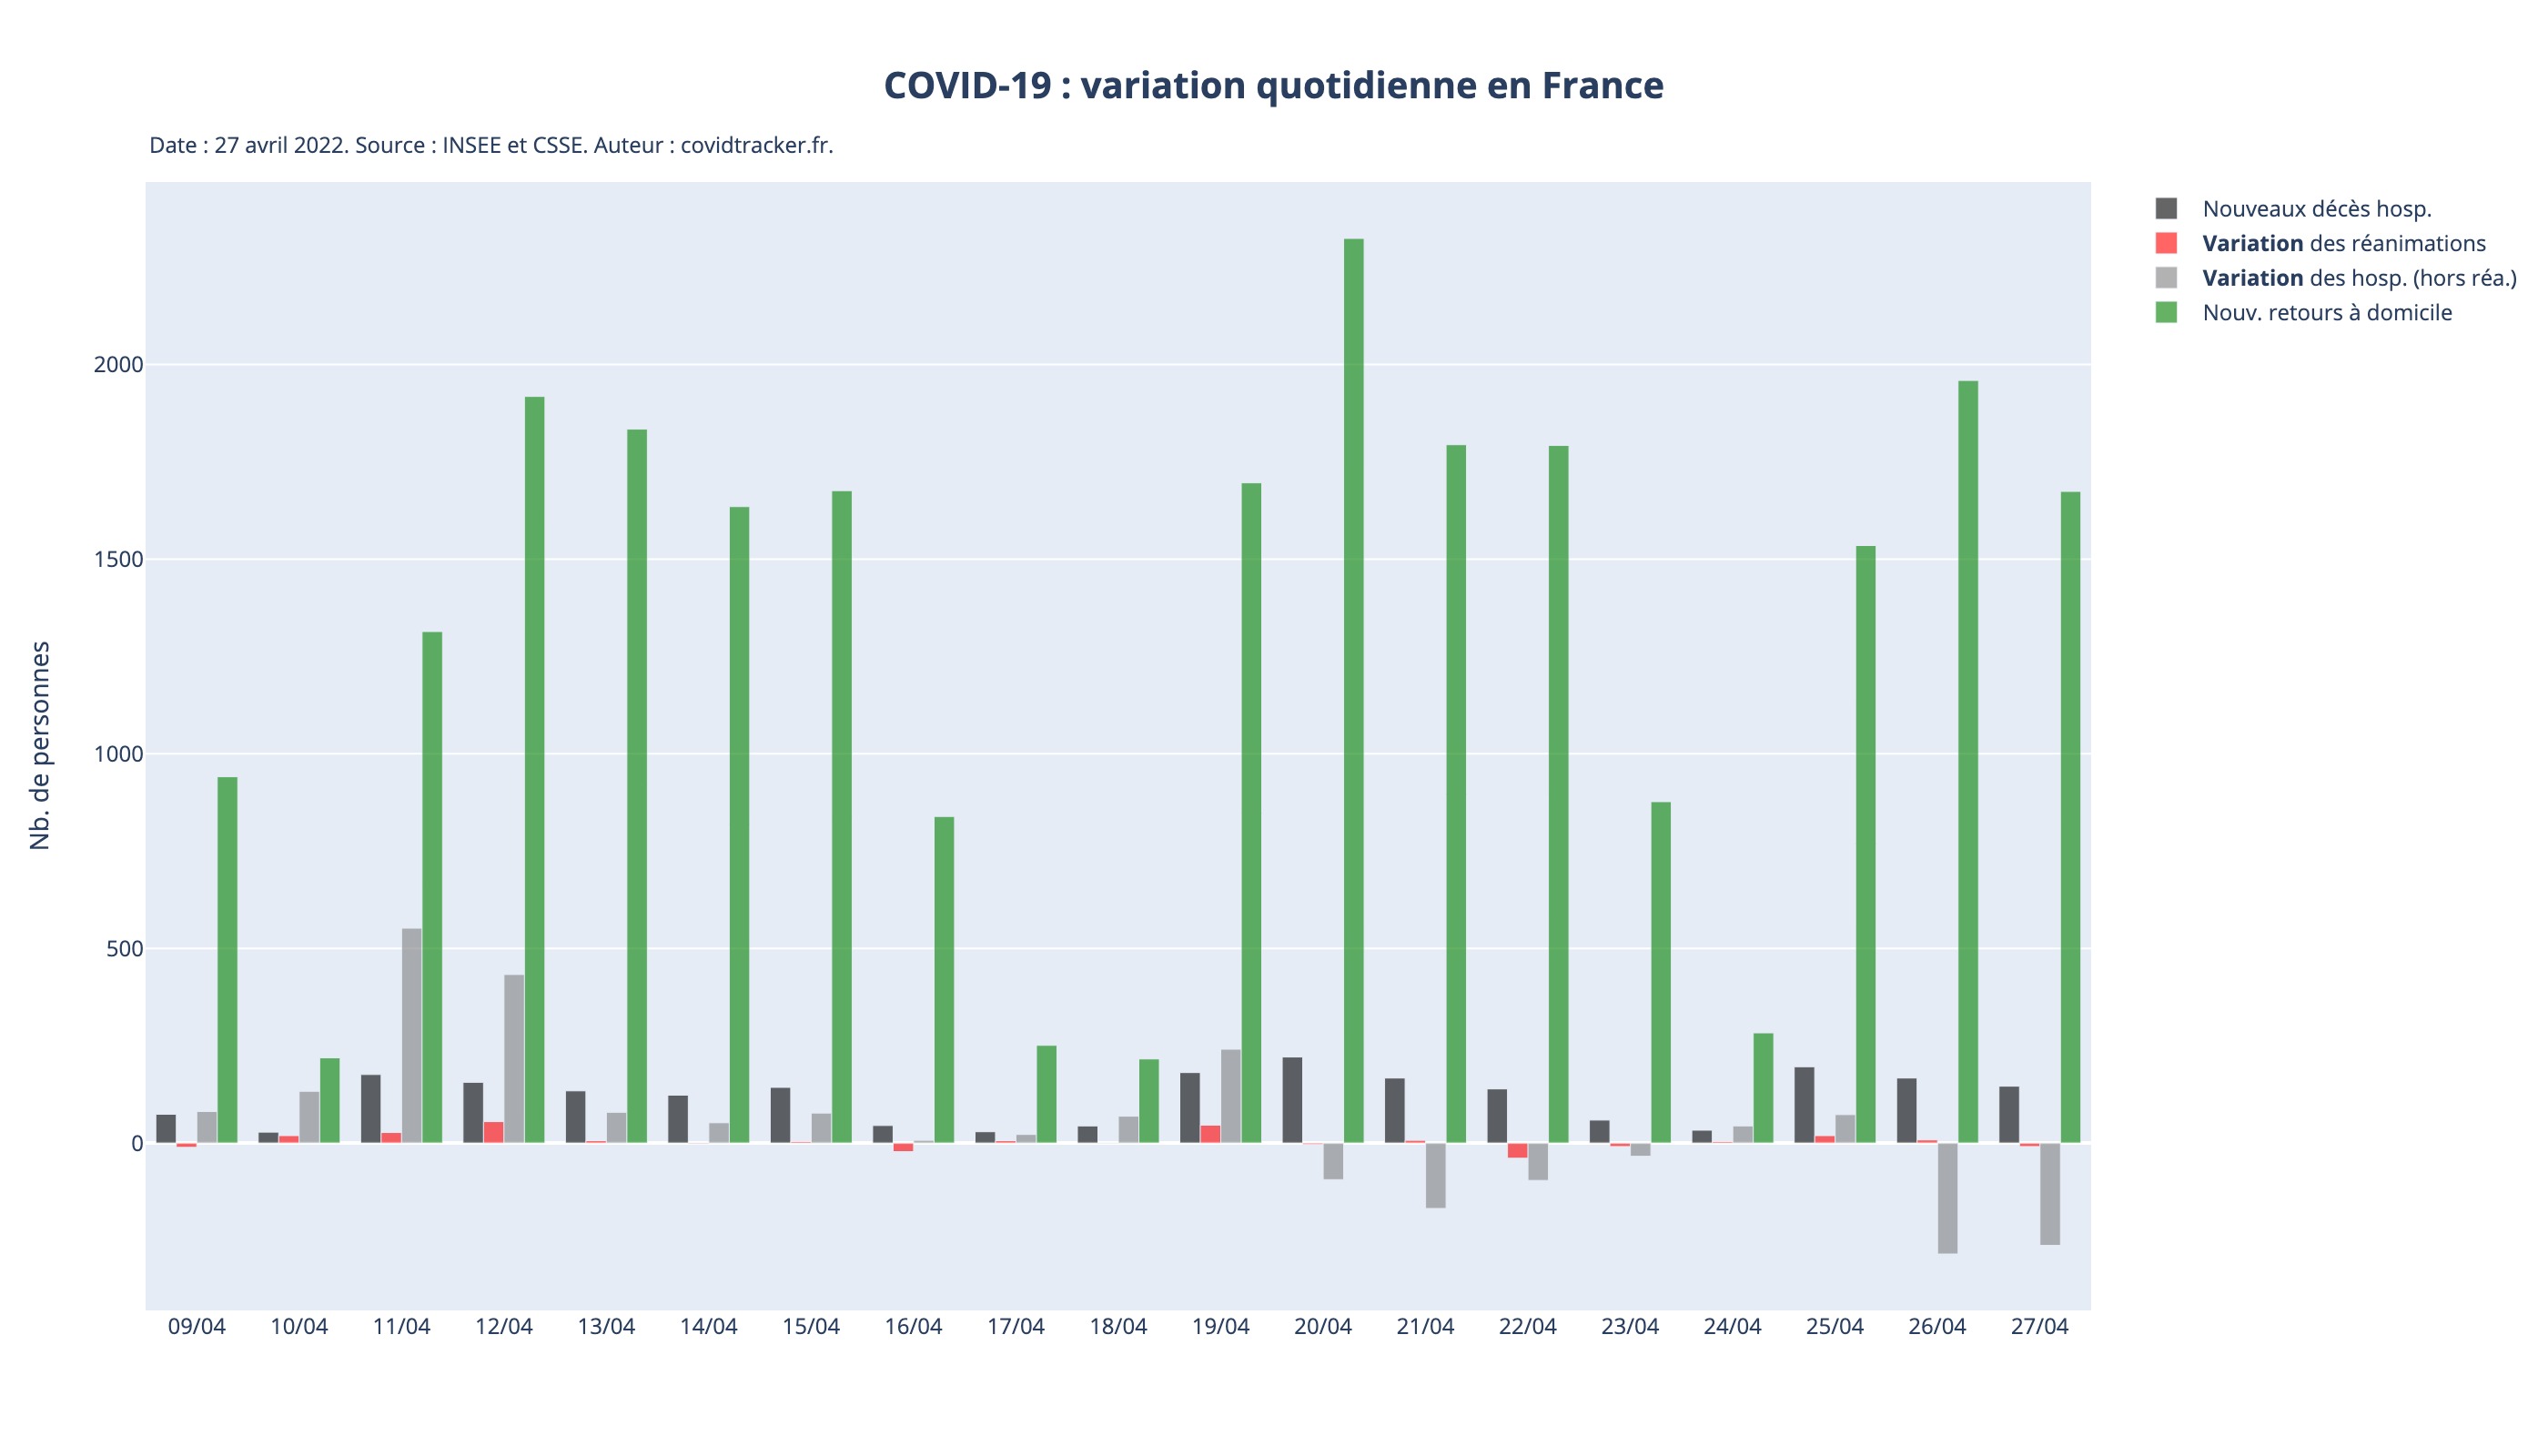 COVID-19 : variation quotidienne en France
Date : 27 avril 2022. Source : INSEE et CSSE. Auteur : covidtracker.fr.
Nouveaux décès hosp.
Variation des réanimations
Variation des hosp. (hors réa.)
Nouv. retours à domicile
Nb. de personnes
2000
1500
1000
500
0
09/04 10/04 11/04 12/04 13/04 14/04 15/04 16/04 17/04 18/04 19/04 20/04 21/04 22/04 23/04 24/04 25/04 26/04 27/04